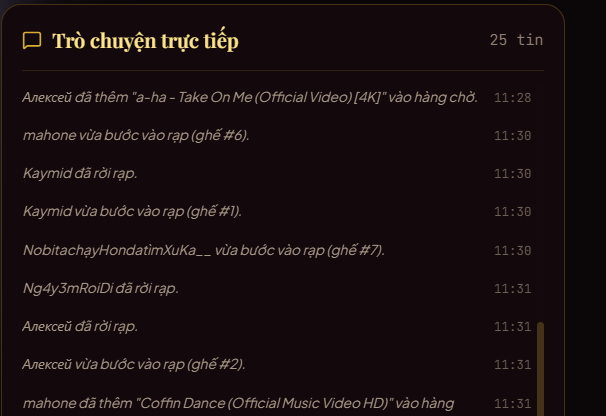 Trò chuyện trực tiếp 25 tin
Алексей đã thêm "a-ha - Take On Me (Official Video) [4K]" vào hàng chờ. 11:28
mahone vừa bước vào rạp (ghế #6). 11:30
Kaymid đã rời rạp. 11:30
Kaymid vừa bước vào rạp (ghế #1). 11:30
NobitachạyHondatìmXuKa__ vừa bước vào rạp (ghế #7). 11:30
Ng4y3mRoiDi đã rời rạp. 11:31
Алексей đã rời rạp. 11:31
Алексей vừa bước vào rạp (ghế #2). 11:31
mahone đã thêm "Coffin Dance (Official Music Video HD)" vào hàng 11:31